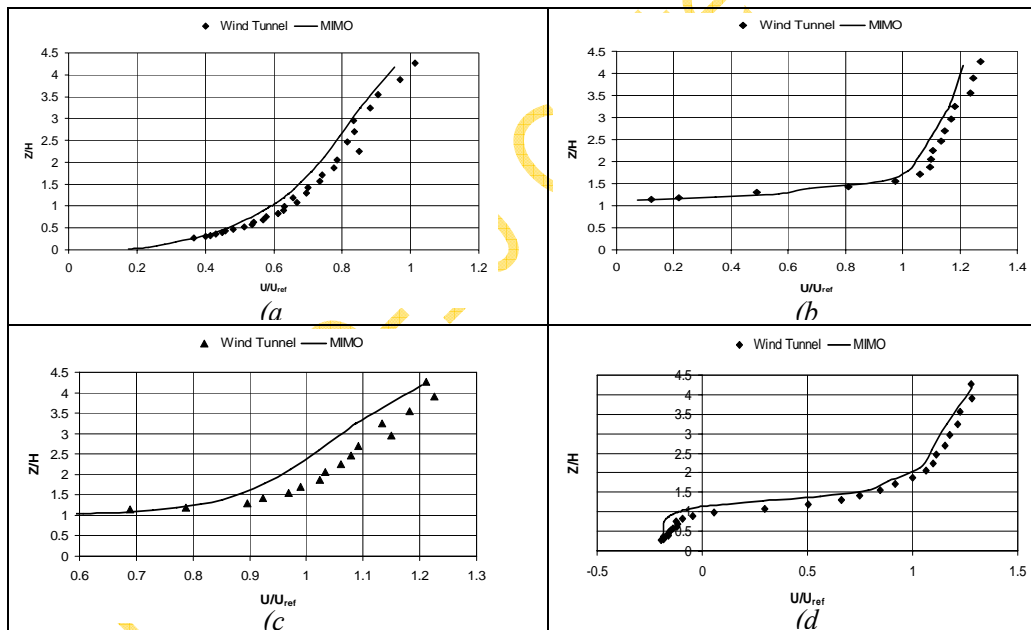 ◆ Wind Tunnel — MIMO
4.5
4
3.5
3
2.5
2
1.5
1
0.5
0
Z/H
0 0.2 0.4 0.6 0.8 1 1.2
U/Uref
(a
◆ Wind Tunnel — MIMO
4.5
4
3.5
3
2.5
2
1.5
1
0.5
0
Z/H
0 0.2 0.4 0.6 0.8 1 1.2 1.4
U/Uref
(b
▲ Wind Tunnel — MIMO
4.5
4
3.5
3
2.5
2
1.5
1
0.5
0
Z/H
0.6 0.7 0.8 0.9 1 1.1 1.2 1.3
U/Uref
(c
◆ Wind Tunnel — MIMO
4.5
4
3.5
3
2.5
2
1.5
1
0.5
0
Z/H
-0.5 0 0.5 1 1.5
U/Uref
(d